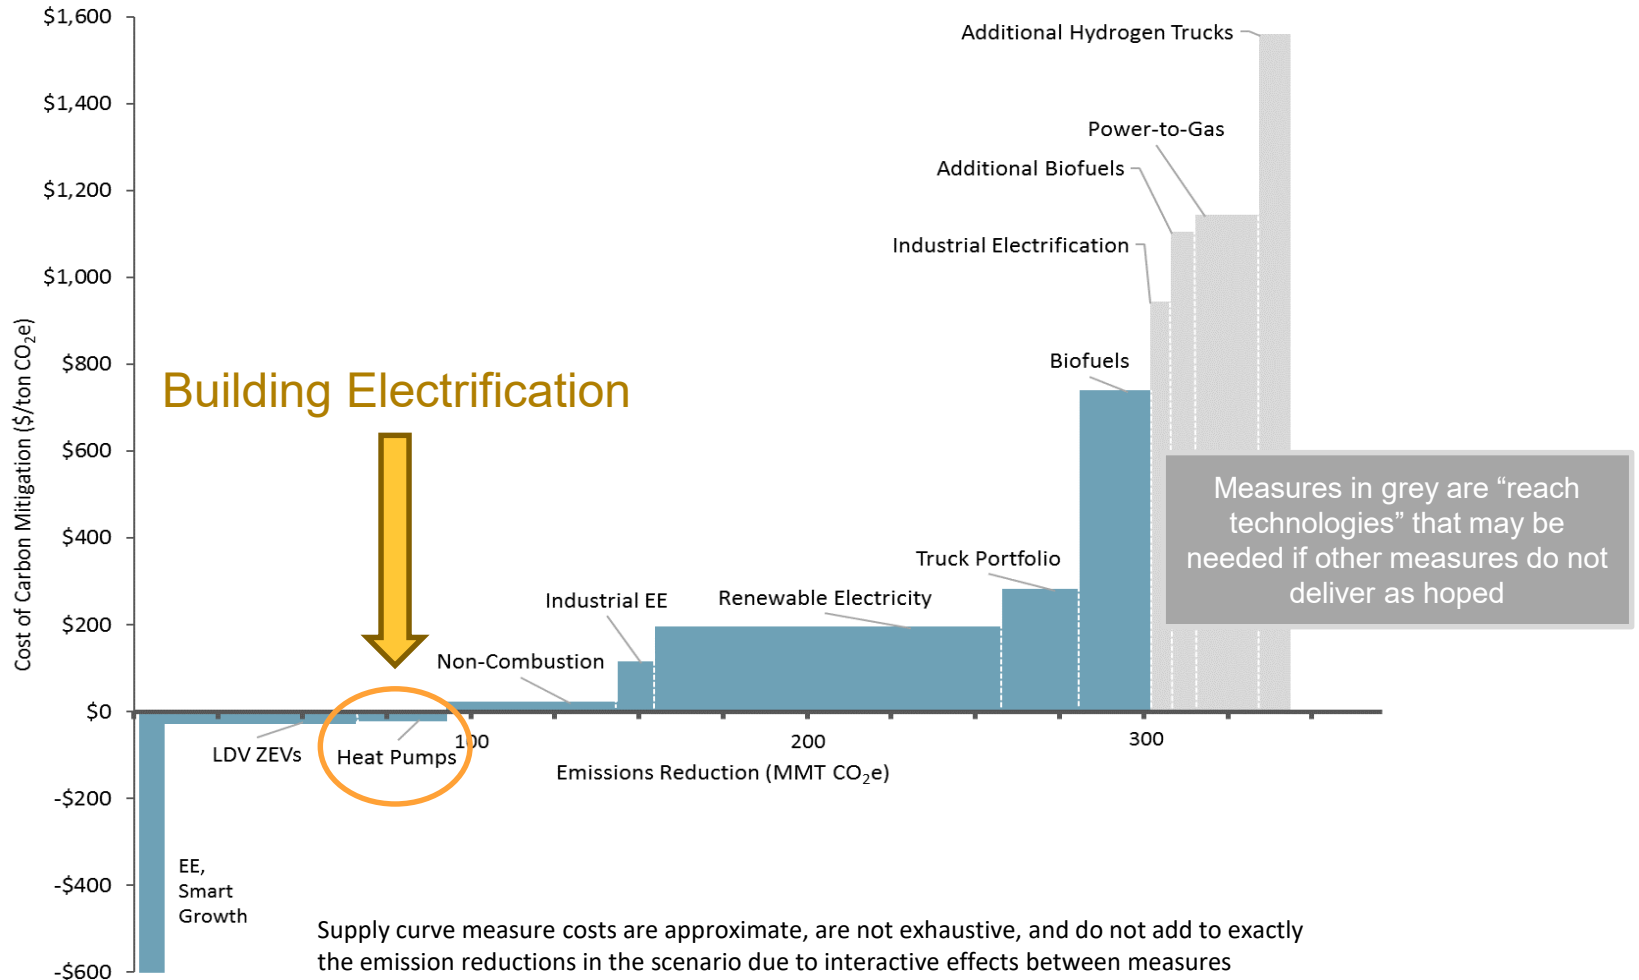 $1,600
$1,400
$1,200
$1,000
$800
$600
$400
$200
$0
-$200
-$400
-$600
Cost of Carbon Mitigation ($/ton CO₂e)
Additional Hydrogen Trucks
Power-to-Gas
Additional Biofuels
Industrial Electrification
Biofuels
Building Electrification
Measures in grey are “reach
technologies” that may be
needed if other measures do not
deliver as hoped
Truck Portfolio
Renewable Electricity
Industrial EE
Non-Combustion
LDV ZEVs
Heat Pumps
100
200
300
Emissions Reduction (MMT CO₂e)
EE,
Smart
Growth
Supply curve measure costs are approximate, are not exhaustive, and do not add to exactly
the emission reductions in the scenario due to interactive effects between measures